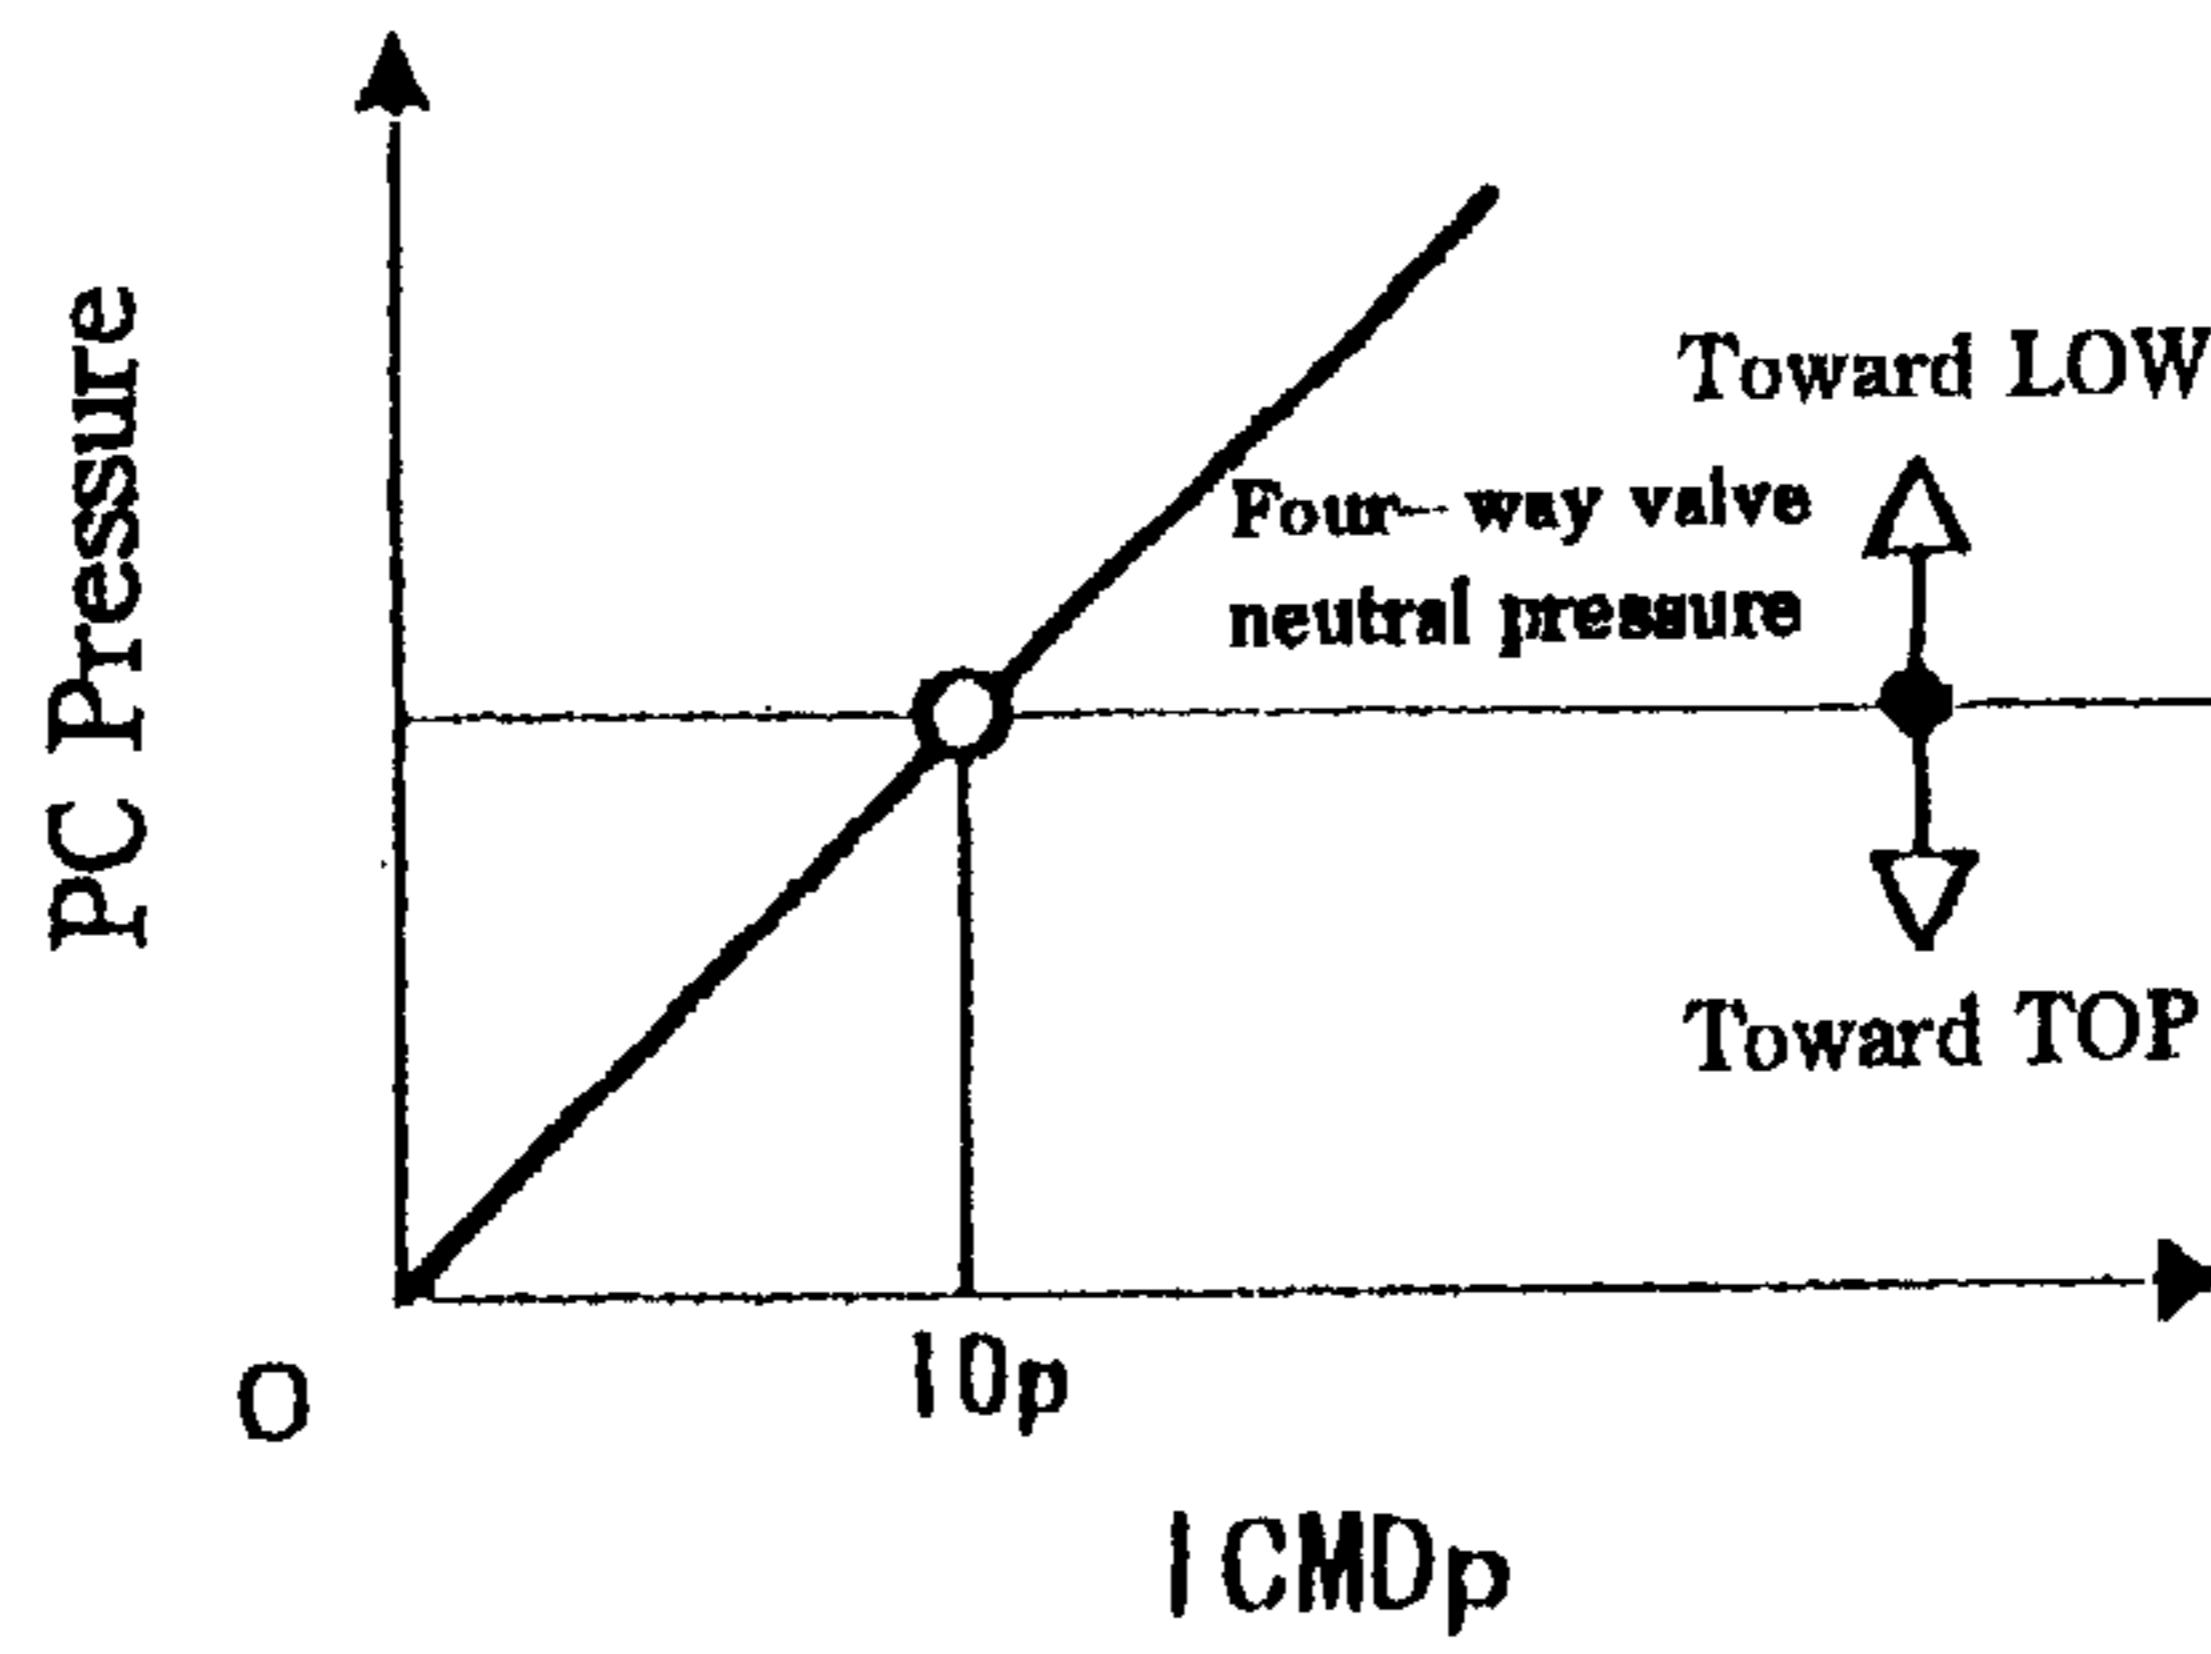 PC Pressure
Toward LOW
Four-way valve
neutral pressure
Toward TOP
O
I0p
ICMDp